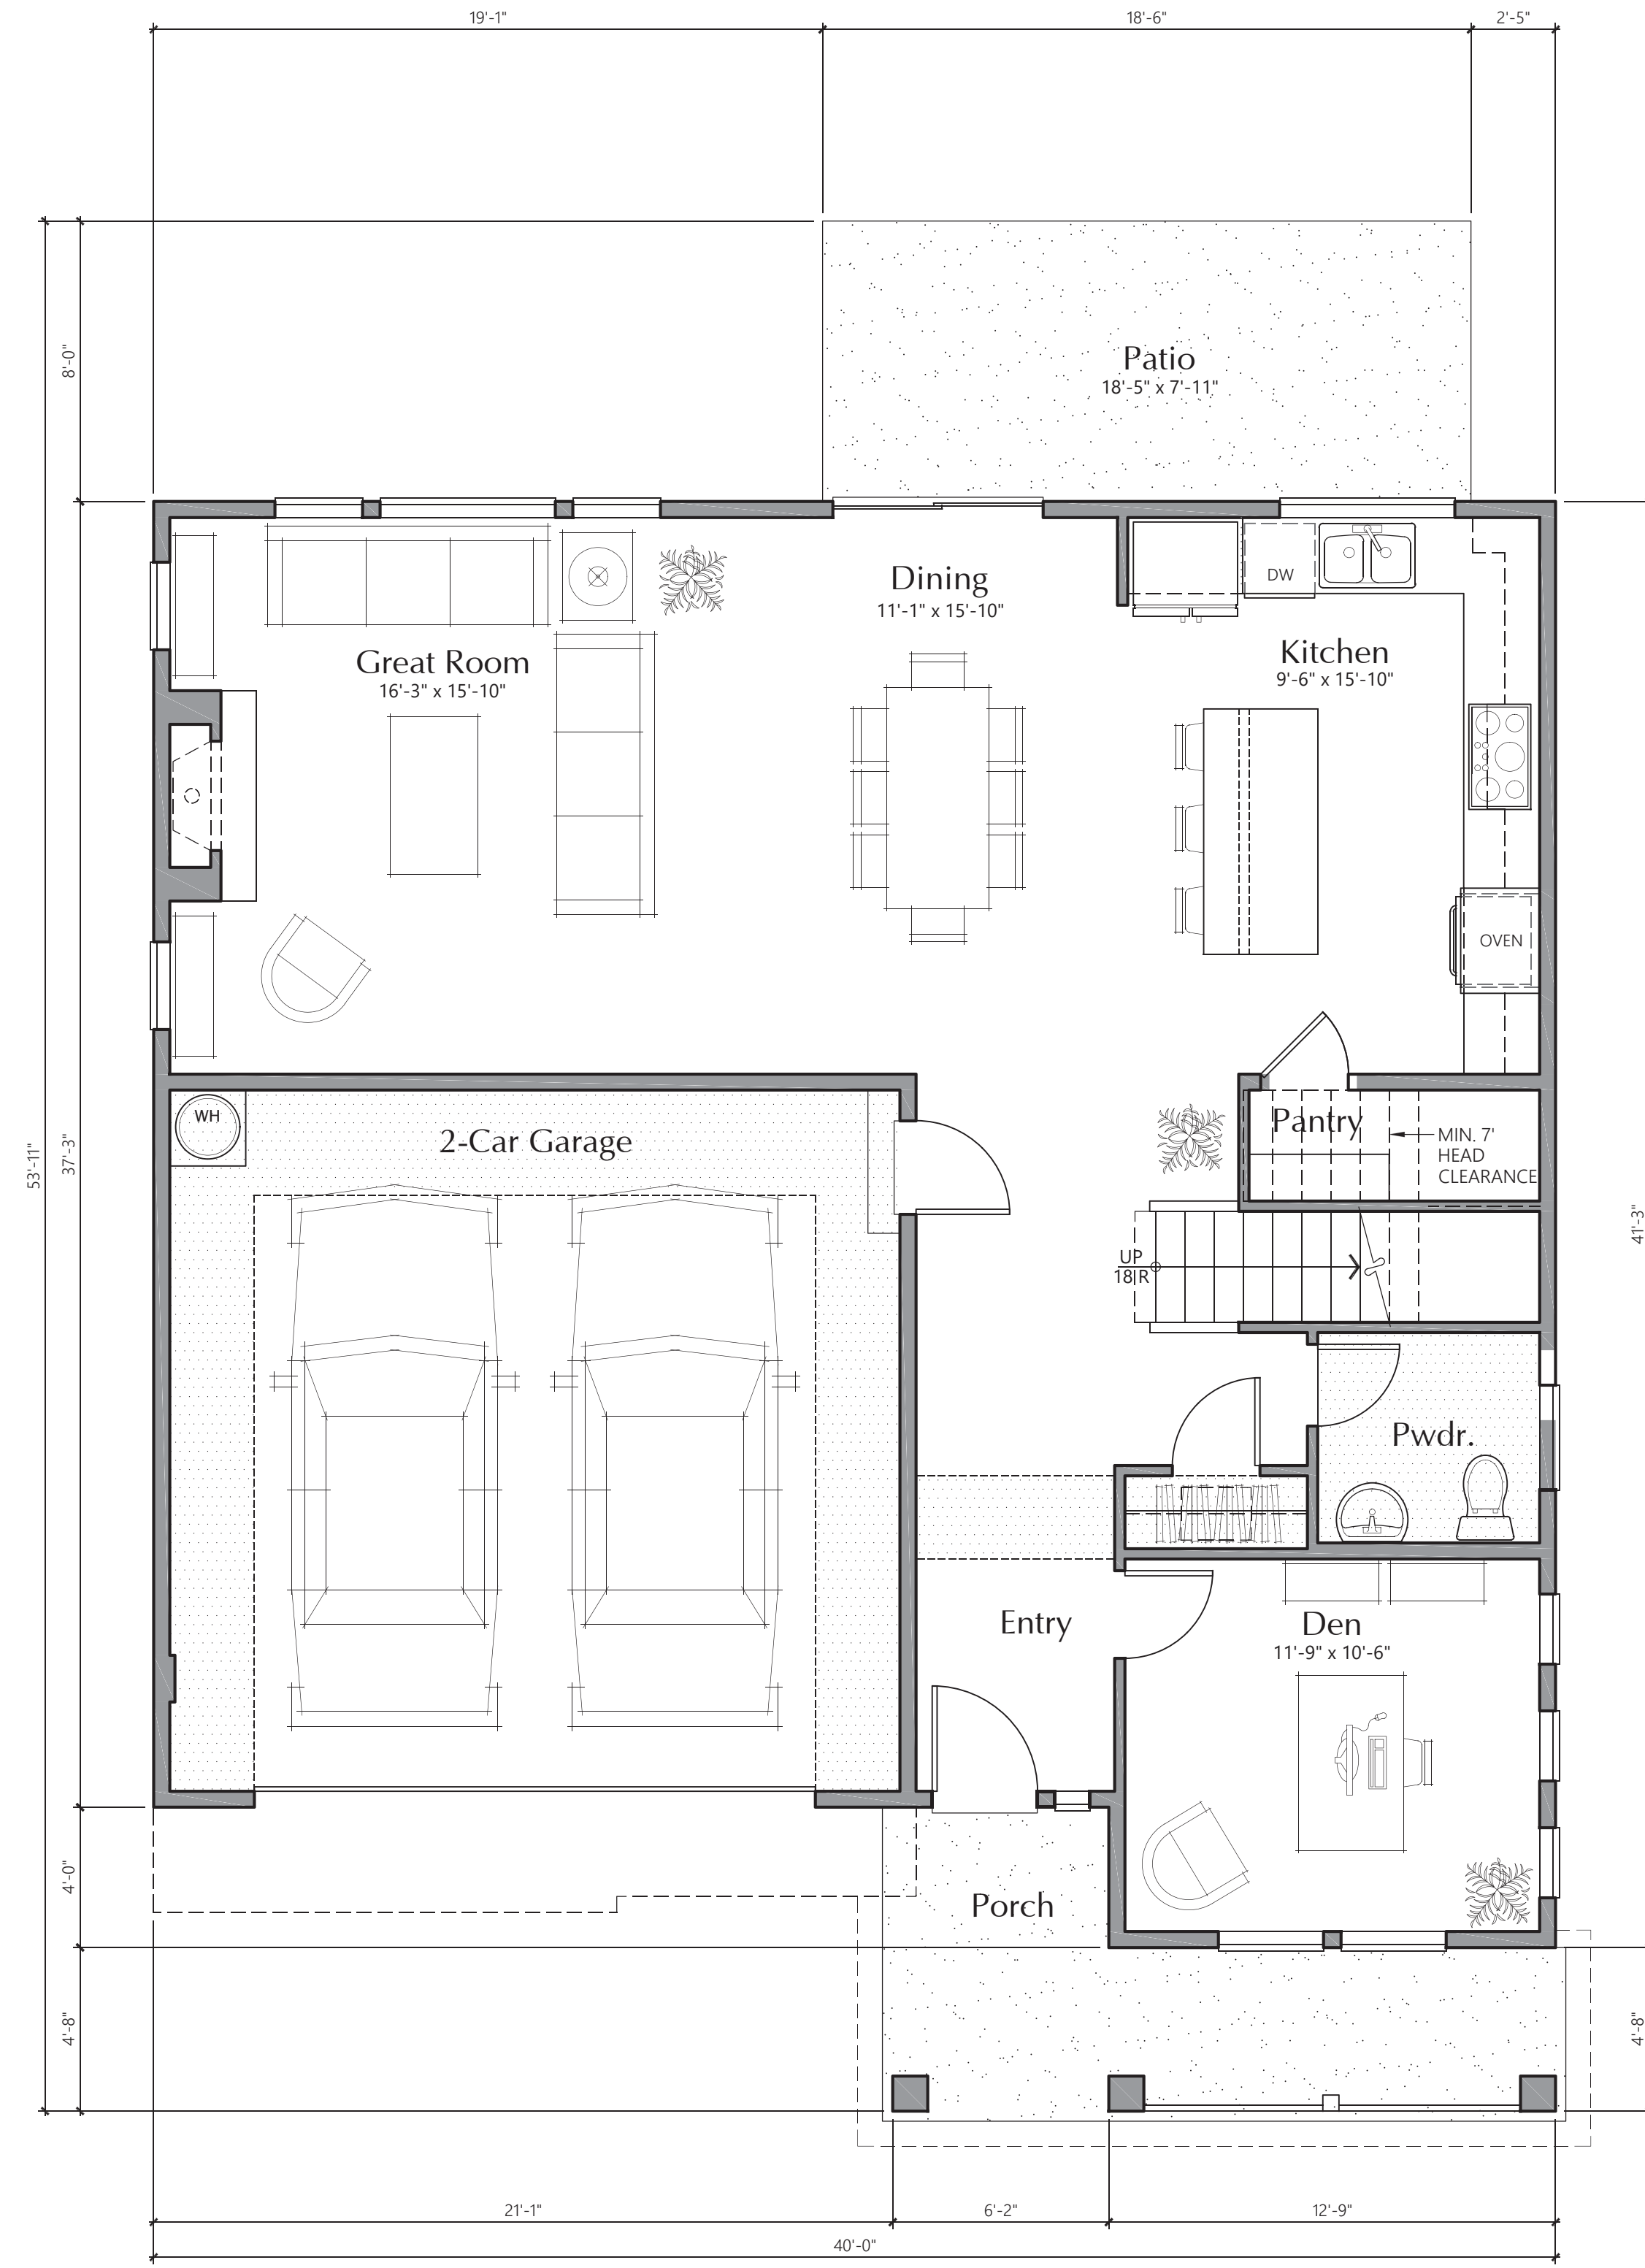 19'-1"
18'-6"
2'-5"
8'-0"
Patio
18'-5" x 7'-11"
Dining
11'-1" x 15'-10"
DW
Great Room
16'-3" x 15'-10"
Kitchen
9'-6" x 15'-10"
OVEN
WH
2-Car Garage
Pantry
MIN. 7'
HEAD
CLEARANCE
53'-11"
37'-3"
41'-3"
UP
18 R
Pwdr.
Entry
Den
11'-9" x 10'-6"
4'-0"
Porch
4'-8"
4'-8"
21'-1"
6'-2"
12'-9"
40'-0"